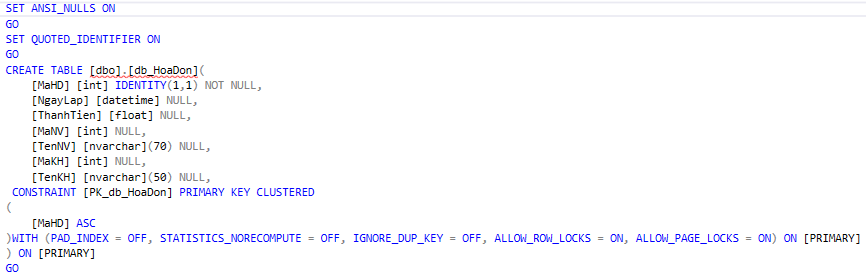 SET ANSI_NULLS ON
GO
SET QUOTED_IDENTIFIER ON
GO
CREATE TABLE [dbo].[db_HoaDon](
    [MaHD] [int] IDENTITY(1,1) NOT NULL,
    [NgayLap] [datetime] NULL,
    [ThanhTien] [float] NULL,
    [MaNV] [int] NULL,
    [TenNV] [nvarchar](70) NULL,
    [MaKH] [int] NULL,
    [TenKH] [nvarchar](50) NULL,
 CONSTRAINT [PK_db_HoaDon] PRIMARY KEY CLUSTERED
(
    [MaHD] ASC
)WITH (PAD_INDEX = OFF, STATISTICS_NORECOMPUTE = OFF, IGNORE_DUP_KEY = OFF, ALLOW_ROW_LOCKS = ON, ALLOW_PAGE_LOCKS = ON) ON [PRIMARY]
) ON [PRIMARY]
GO